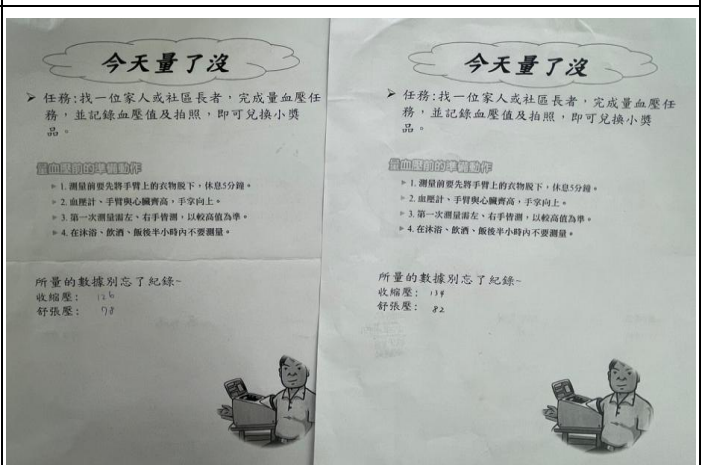 今天量了沒
➢ 任務:找一位家人或社區長者，完成量血壓任
務，並記錄血壓值及拍照，即可兌換小獎
品。
量血壓前的準備動作
1. 測量前要先將手臂上的衣物脫下，休息5分鐘。
2. 血壓計、手臂與心臟齊高，手掌向上。
3. 第一次測量需左、右手皆測，以較高值為準。
4. 在沐浴、飲酒、飯後半小時內不要測量。
所量的數據別忘了紀錄~
收縮壓: 126
舒張壓: 78
今天量了沒
➢ 任務:找一位家人或社區長者，完成量血壓任
務，並記錄血壓值及拍照，即可兌換小獎
品。
量血壓前的準備動作
1. 測量前要先將手臂上的衣物脫下，休息5分鐘。
2. 血壓計、手臂與心臟齊高，手掌向上。
3. 第一次測量需左、右手皆測，以較高值為準。
4. 在沐浴、飲酒、飯後半小時內不要測量。
所量的數據別忘了紀錄~
收縮壓: 134
舒張壓: 82